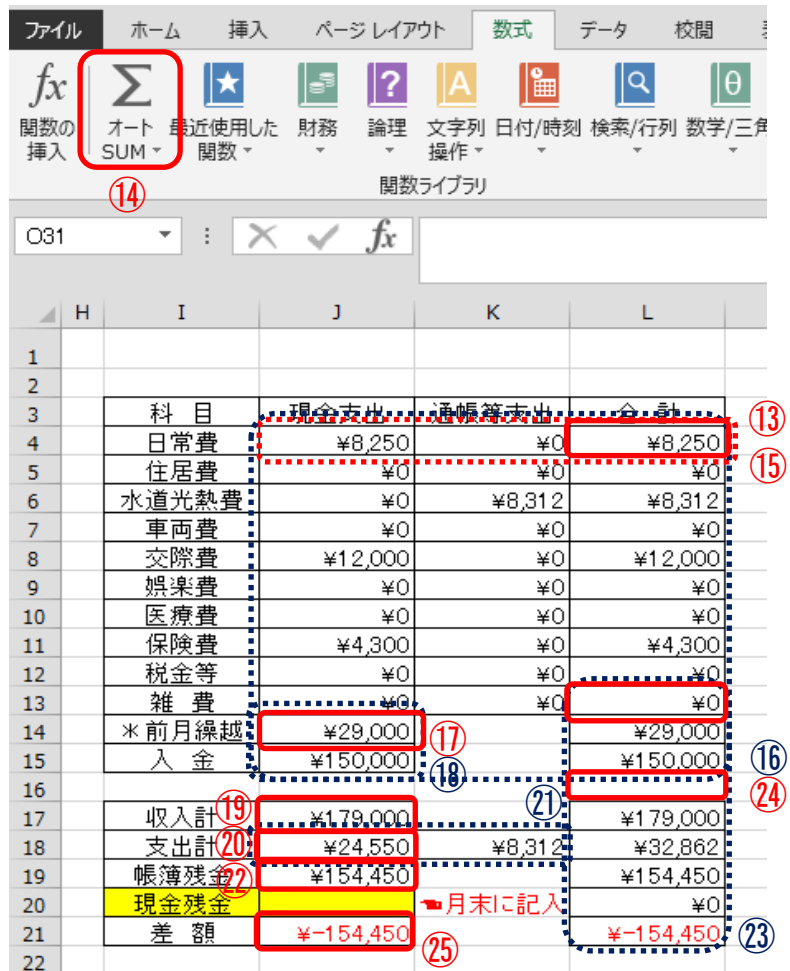 ファイル ホーム 挿入 ページ レイアウト 数式 データ 校閲
fx Σ ★ ? A θ
関数の オート 最近使用した 財務 論理 文字列 日付/時刻 検索/行列 数学/三角
挿入 SUM 関数 操作
⑭ 関数ライブラリ
O31 fx
H I J K L
1
2
3 科 目 現金支出 通帳等支出 合 計 ⑬
4 日常費 ¥8,250 ¥0 ¥8,250
5 住居費 ¥0 ¥0 ¥0 ⑮
6 水道光熱費 ¥0 ¥8,312 ¥8,312
7 車両費 ¥0 ¥0 ¥0
8 交際費 ¥12,000 ¥0 ¥12,000
9 娯楽費 ¥0 ¥0 ¥0
10 医療費 ¥0 ¥0 ¥0
11 保険費 ¥4,300 ¥0 ¥4,300
12 税金等 ¥0 ¥0 ¥0
13 雑 費 ¥0 ¥0 ¥0
14 *前月繰越 ¥29,000 ⑰ ¥29,000
15 入 金 ¥150,000 ⑱ ¥150,000 ⑯
16 ㉔
17 収入計 ⑲ ¥179,000 ㉑ ¥179,000
18 支出計 ⑳ ¥24,550 ¥8,312 ¥32,862
19 帳簿残金 ㉒ ¥154,450 ¥154,450
20 現金残金 ☚月末に記入 ¥0
21 差 額 ¥-154,450 ㉕ ¥-154,450 ㉓
22